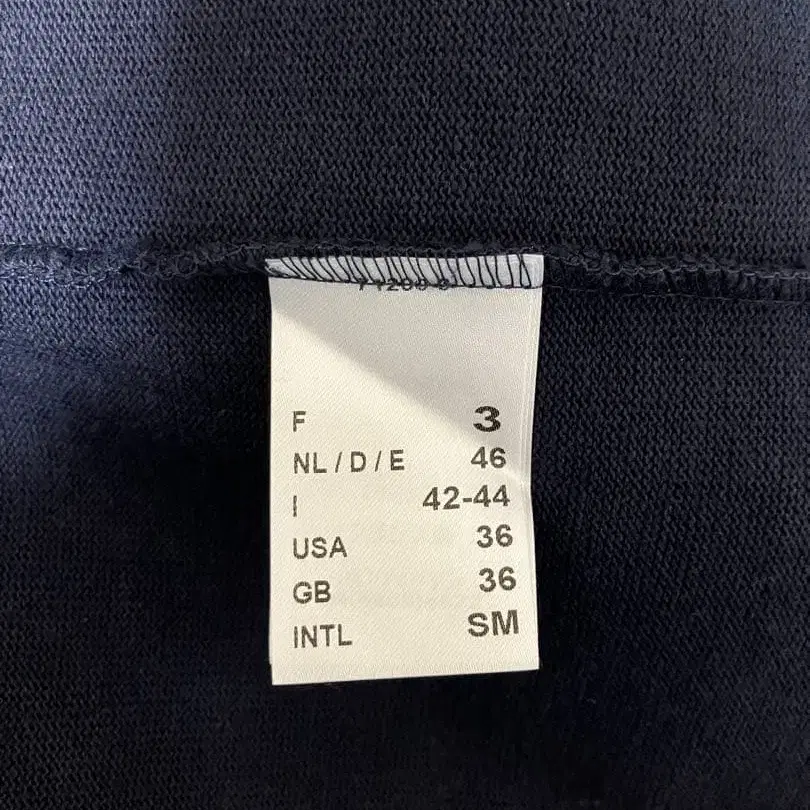 F 3
NL / D / E 46
I 42-44
USA 36
GB 36
INTL SM